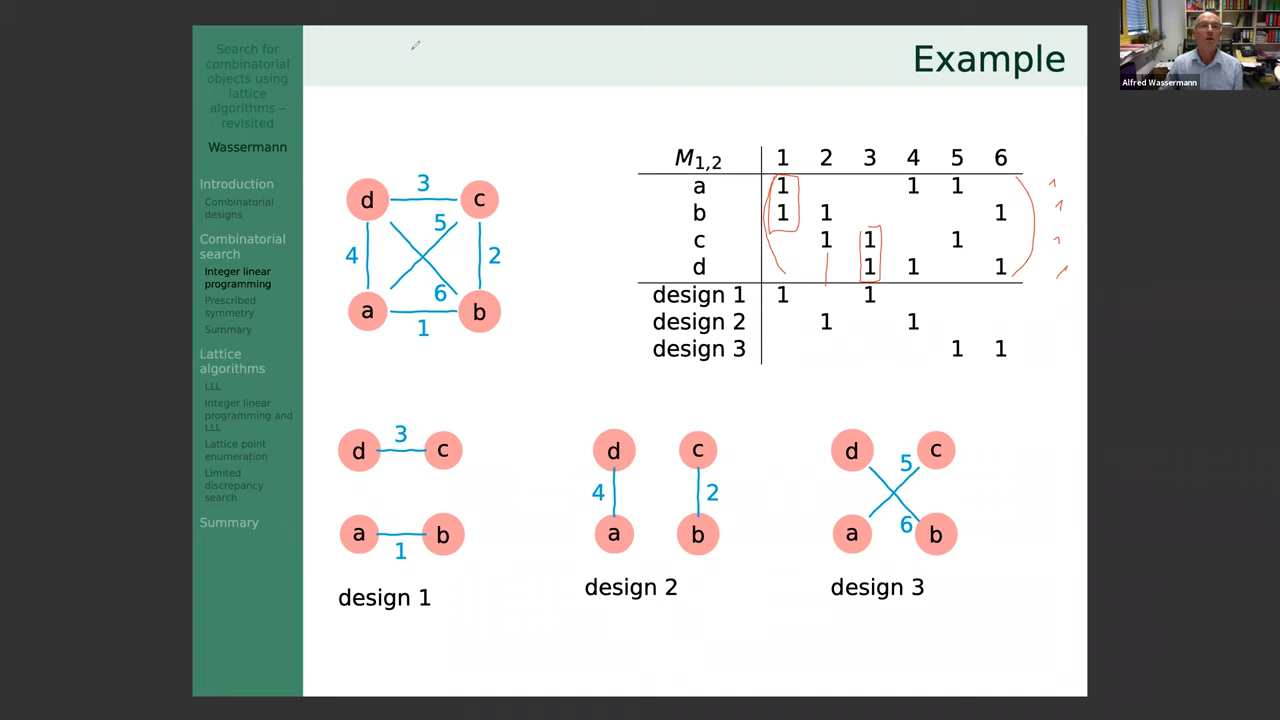 Search for
combinatorial
objects using
lattice
algorithms –
revisited
Wassermann
Introduction
Combinatorial
designs
Combinatorial
search
Integer linear
programming
Prescribed
symmetry
Summary
Lattice
algorithms
LLL
Integer linear
programming and
LLL
Lattice point
enumeration
Limited
discrepancy
search
Summary
Example
d 3 c
4 5 2
6
a 1 b
M1,2 1 2 3 4 5 6
a 1 1 1 1
b 1 1 1 1
c 1 1 1 1
d 1 1 1 1
design 1 1 1
design 2 1 1
design 3 1 1
d 3 c
a 1 b
design 1
d c
4 2
a b
design 2
d 5 c
a 6 b
design 3
Alfred Wassermann